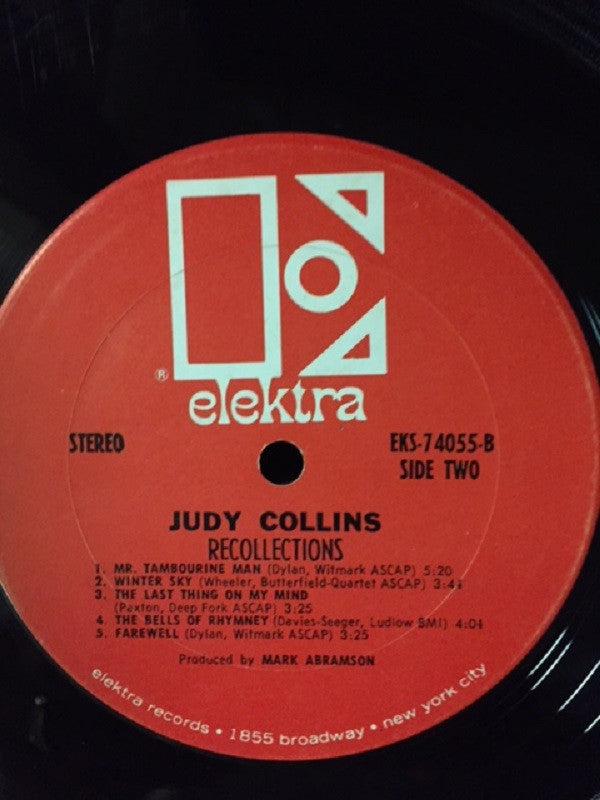 ®
elektra
STEREO
EKS-74055-B
SIDE TWO
JUDY COLLINS
RECOLLECTIONS
1. MR. TAMBOURINE MAN (Dylan, Witmark ASCAP) 5:20
2. WINTER SKY (Wheeler, Butterfield-Quartet ASCAP)
3. THE LAST THING ON MY MIND
(Paxton, Deep Fork ASCAP) 3:25
4. THE BELLS OF RHYMNEY (Davies-Seeger, Ludlow BMI)
5. FAREWELL (Dylan, Witmark ASCAP) 3:25
Produced by MARK ABRAMSON
elektra records • 1855 broadway • new york city